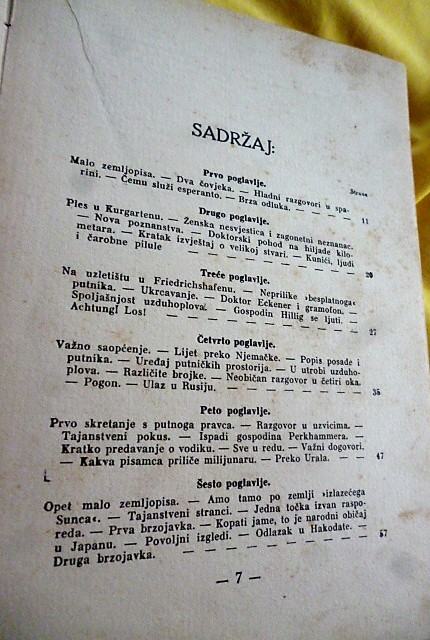 SADRŽAJ:
Strana
Prvo poglavlje.
Malo zemljopisa. — Dva čovjeka. — Hladni razgovori u spa-
rini. — Čemu služi esperanto. — Brza odluka. — — — — — 11
Drugo poglavlje.
Ples u Kurgartenu. — Ženska nesvjestica i zagonetni neznanac.
— Nova poznanstva. — Doktorski pohod na hiljade kilo-
metara. — Kratak izvještaj o velikoj stvari. — Kunići, ljudi
i čarobne pilule — — — — — — — — 20
Treće poglavlje.
Na uzletištu u Friedrichshafenu. — Neprilike »besplatnoga«
putnika. — Ukrcavanje. — Doktor Eckener i gramofon. —
Spoljašnjost uzduhoplova. — Gospodin Hillig se ljuti. —
Achtung! Los! — — — — — — — — 27
Četvrto poglavlje.
Važno saopćenje. — Lijet preko Njemačke. — Popis posade i
putnika. — Uređaj putničkih prostorija. — U utrobi uzduho-
plova. — Različite brojke. — Neobičan razgovor u četiri oka.
— Pogon. — Ulaz u Rusiju. — — — — — — 35
Peto poglavlje.
Prvo skretanje s putnoga pravca. — Razgovor u uzvicima. —
Tajanstveni pokus. — Ispadi gospodina Perkhammera. —
Kratko predavanje o vodiku. — Sve u redu. — Važni dogovori.
— Kakva pisamca priliče milijunaru. — Preko Urala. — — 47
Šesto poglavlje.
Opet malo zemljopisa. — Amo tamo po zemlji »izlazećega
Sunca«. — Tajanstveni stranci. — Jedna točka izvan raspo-
reda. — Prva brzojavka. — Kopati jame, to je narodni običaj
u Japanu. — Povoljni izgledi. — Odlazak u Hakodate. —
Druga brzojavka. — — — — — — — — 57
— 7 —